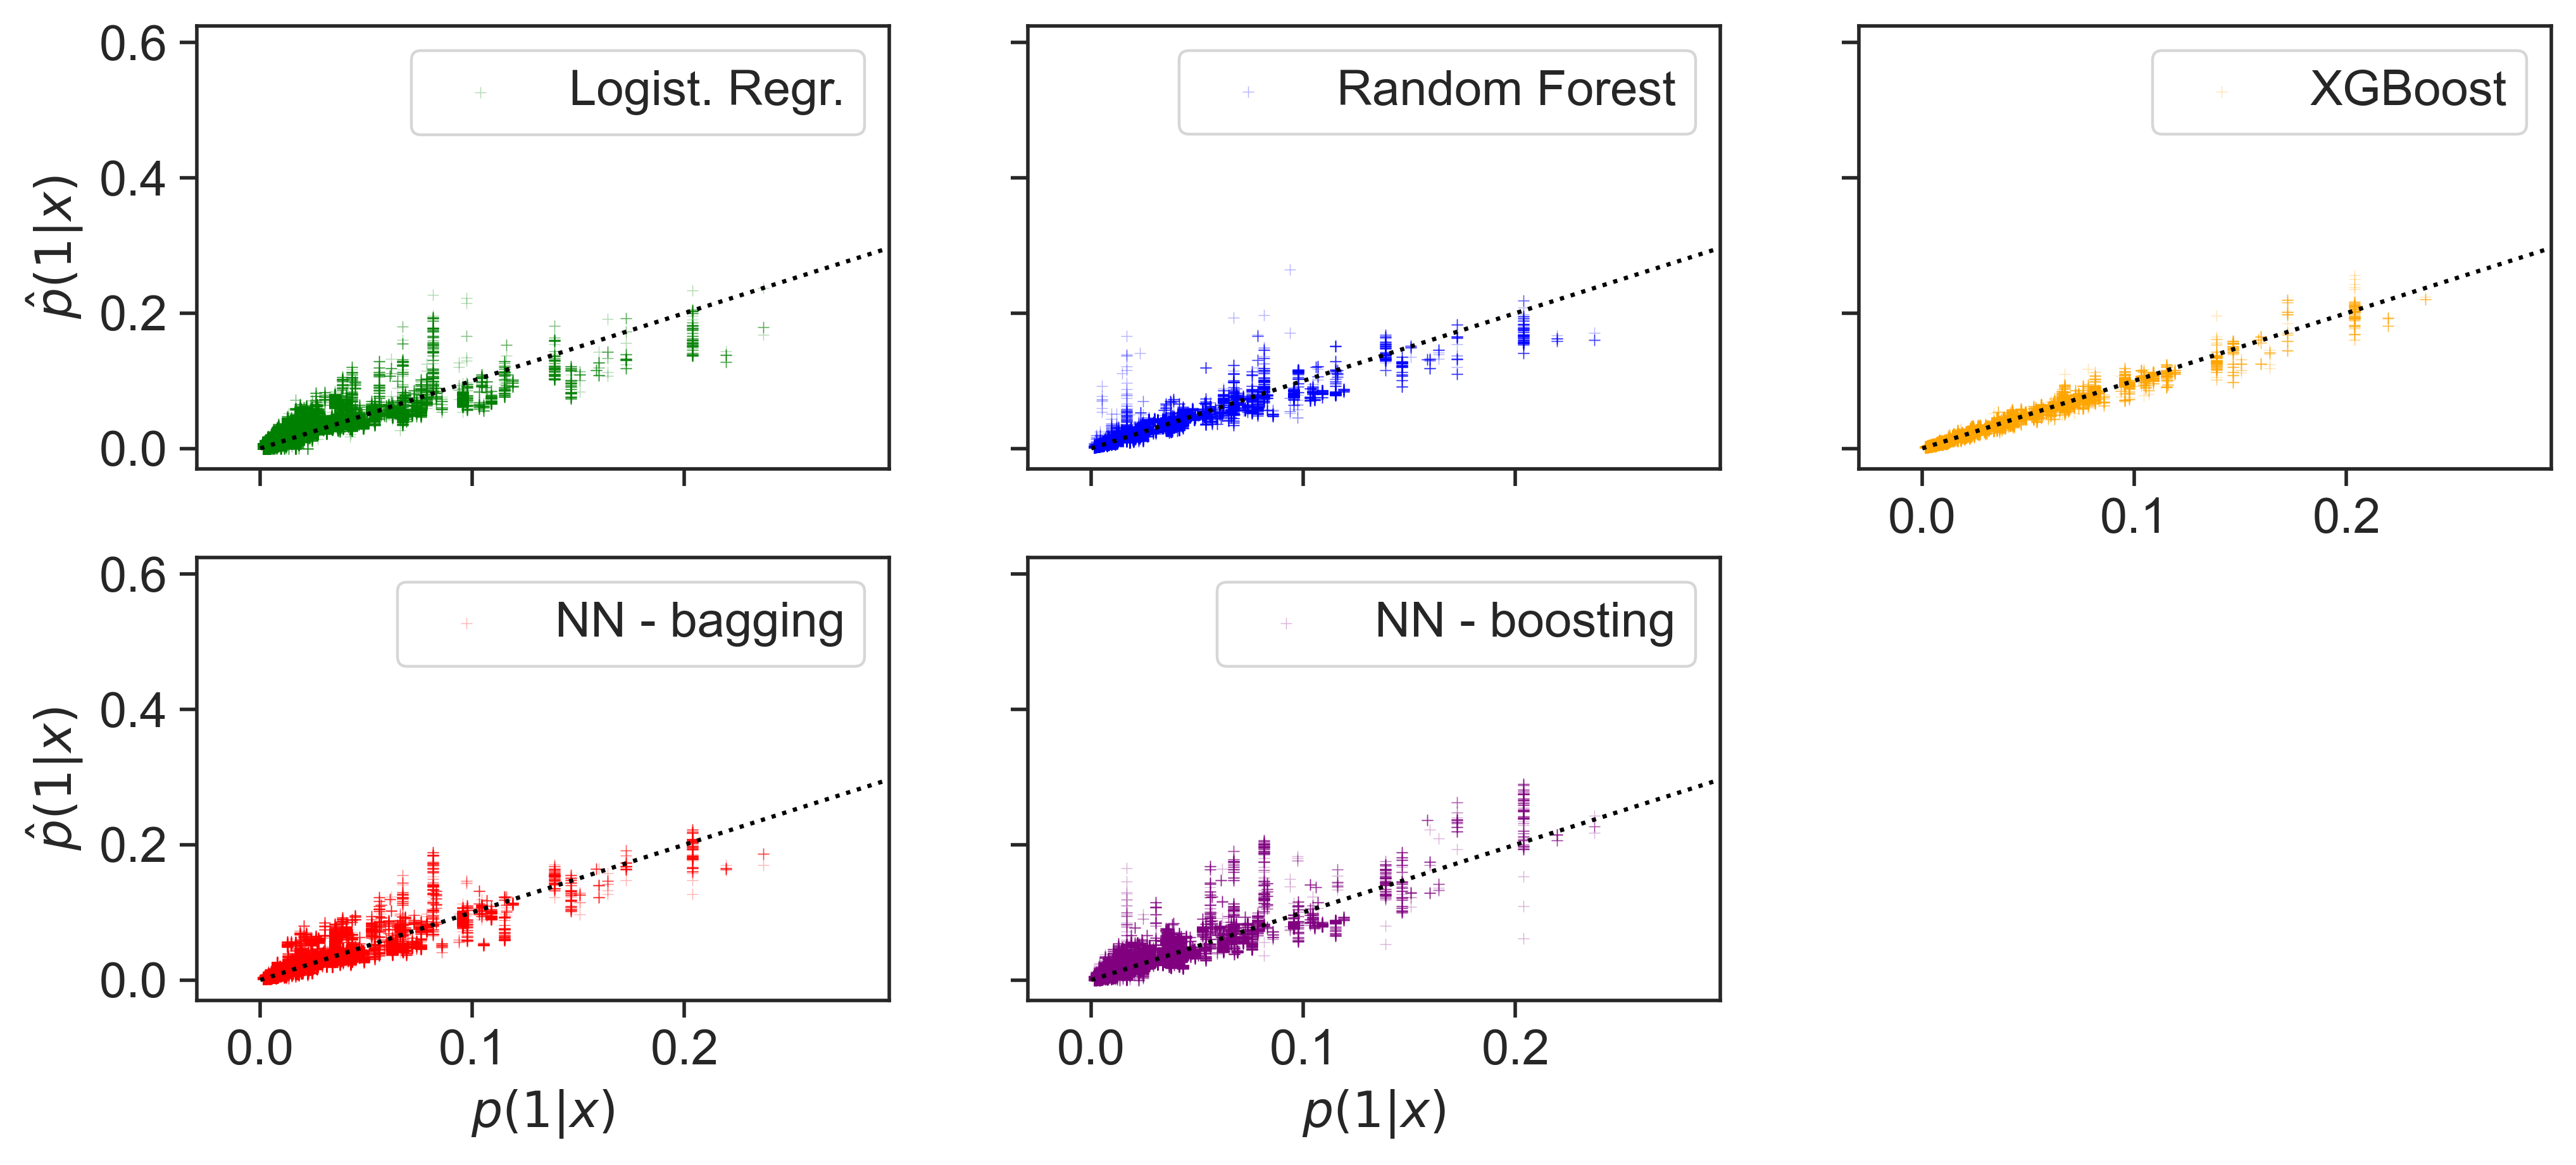 0.6
0.4
0.2
0.0
p̂(1|x)
Logist. Regr.
Random Forest
XGBoost
0.0 0.1 0.2
0.6
0.4
0.2
0.0
p̂(1|x)
NN - bagging
0.0 0.1 0.2
p(1|x)
NN - boosting
0.0 0.1 0.2
p(1|x)